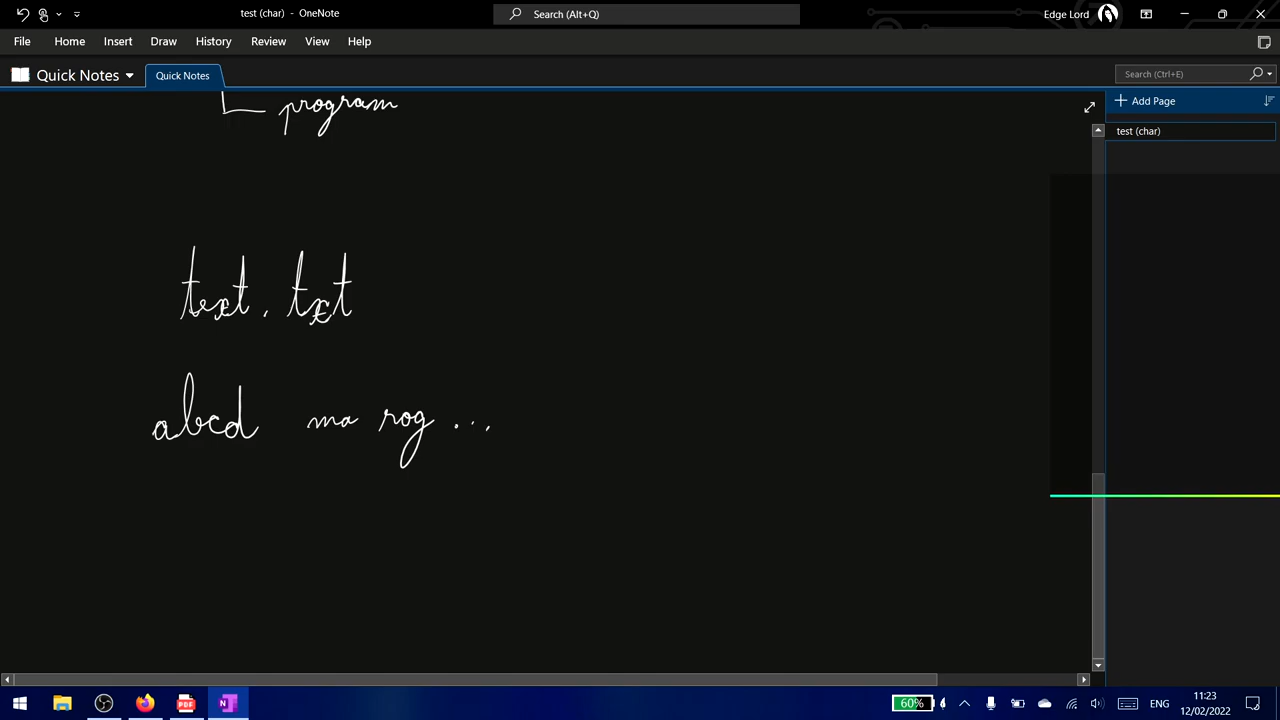 test (char) - OneNote
Search (Alt+Q)
Edge Lord
File Home Insert Draw History Review View Help
Quick Notes
Quick Notes
Search (Ctrl+E)
program
Add Page
test (char)
text. txt
abcd ma rog ...
60%
ENG
11:23
12/02/2022